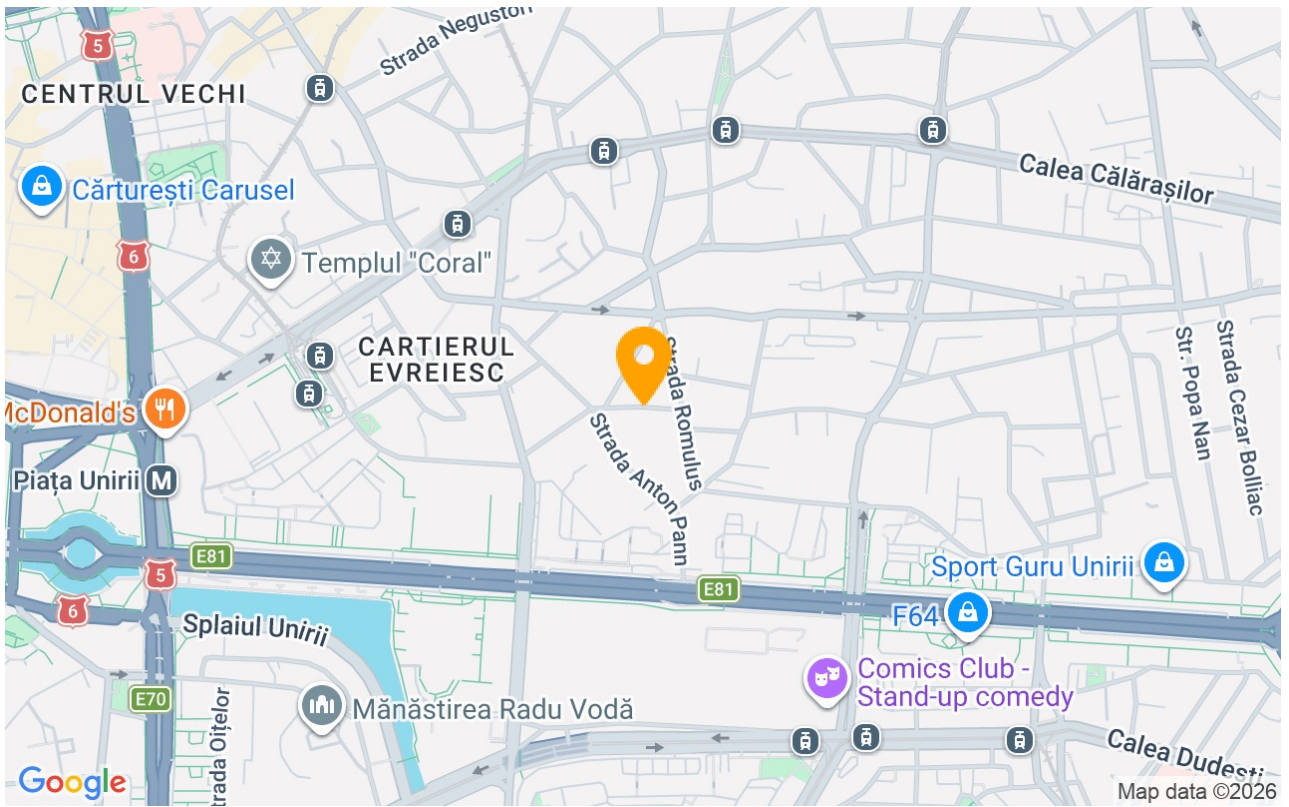 Strada Negustori
5
CENTRUL VECHI
Cărturești Carusel
Calea Călărașilor
6
Templul "Coral"
CARTIERUL
EVREIESC
Strada Romulus
Str. Popa Nan
Strada Cezar Bolliac
McDonald's
Strada Anton Pann
Piața Unirii M
E81
5
E81
Sport Guru Unirii
F64
6
Splaiul Unirii
Comics Club -
Stand-up comedy
E70
Strada Oițelor
Mănăstirea Radu Vodă
Calea Dudești
Google
Map data ©2026